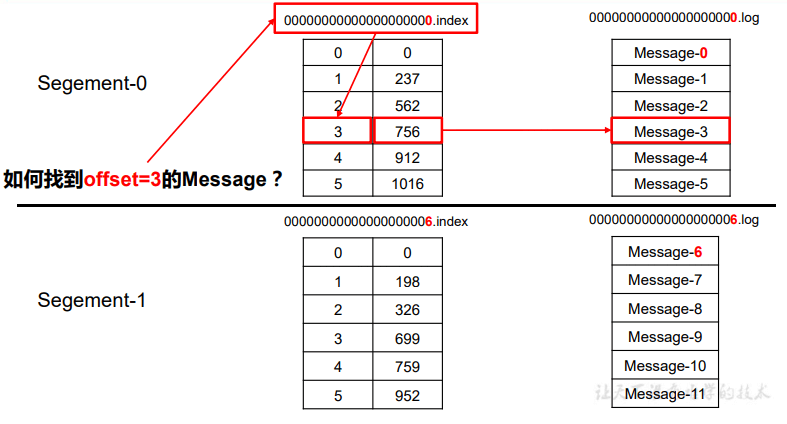 00000000000000000000.index
00000000000000000000.log
Segement-0
0 0
1 237
2 562
3 756
4 912
5 1016
Message-0
Message-1
Message-2
Message-3
Message-4
Message-5
如何找到offset=3的Message？
00000000000000000006.index
00000000000000000006.log
Segement-1
0 0
1 198
2 326
3 699
4 759
5 952
Message-6
Message-7
Message-8
Message-9
Message-10
Message-11
学的技术